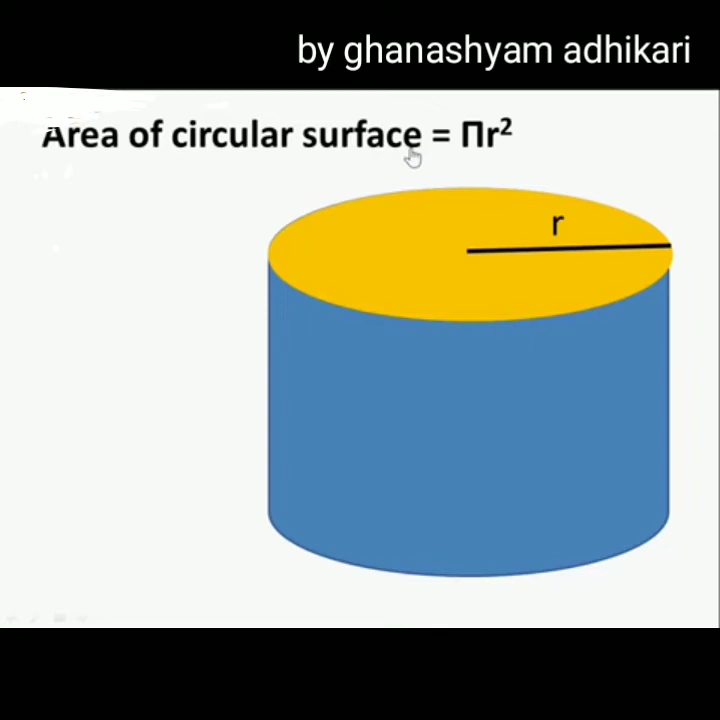 by ghanashyam adhikari
Area of circular surface = Πr²
r